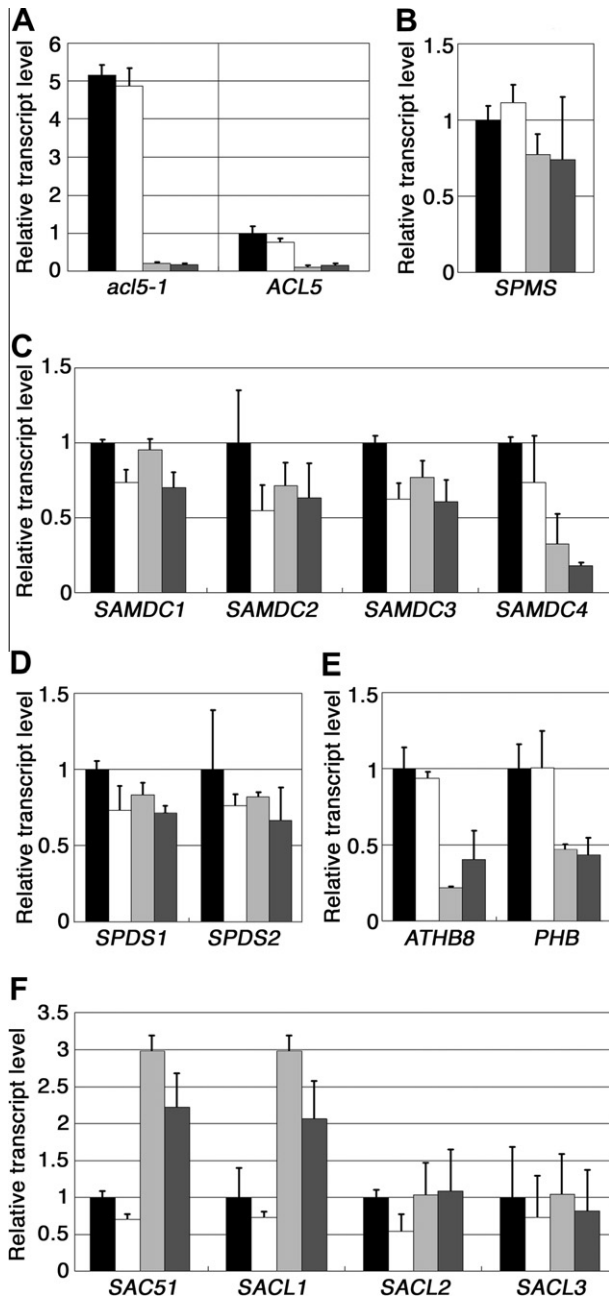 A
Relative transcript level
6
5
4
3
2
1
0
acl5-1 ACL5
B
Relative transcript level
1.5
1
0.5
0
SPMS
C
Relative transcript level
1.5
1
0.5
0
SAMDC1 SAMDC2 SAMDC3 SAMDC4
D
Relative transcript level
1.5
1
0.5
0
SPDS1 SPDS2
E
Relative transcript level
1.5
1
0.5
0
ATHB8 PHB
F
Relative transcript level
3.5
3
2.5
2
1.5
1
0.5
0
SAC51 SACL1 SACL2 SACL3